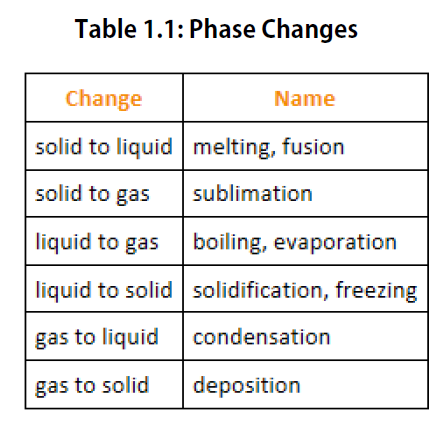 Table 1.1: Phase Changes
Change Name
solid to liquid melting, fusion
solid to gas sublimation
liquid to gas boiling, evaporation
liquid to solid solidification, freezing
gas to liquid condensation
gas to solid deposition